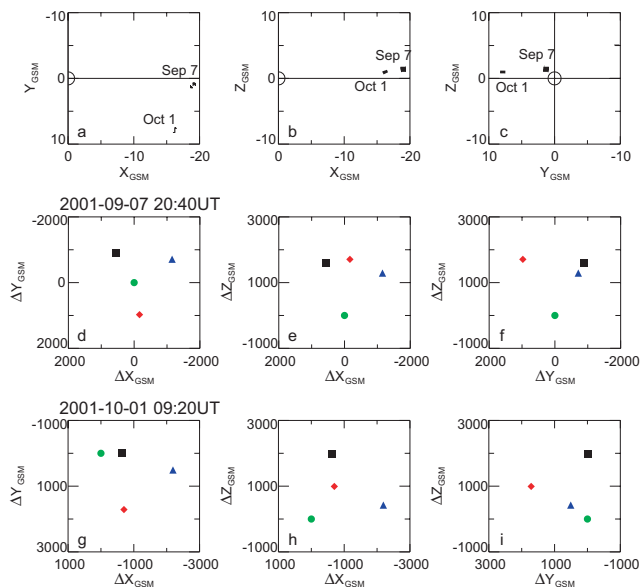 -10 -10 -10
Y_GSM 0 Sep 7 Z_GSM 0 Sep 7 Z_GSM 0 Sep 7
Oct 1 Oct 1 Oct 1
10 a 10 b 10 c
0 -10 -20 0 -10 -20 10 0 -10
X_GSM X_GSM Y_GSM
2001-09-07 20:40UT
-2000 3000 3000
ΔY_GSM 0 ΔZ_GSM 1000 ΔZ_GSM 1000
2000 d -1000 e -1000 f
2000 0 -2000 2000 0 -2000 2000 0 -2000
ΔX_GSM ΔX_GSM ΔY_GSM
2001-10-01 09:20UT
-1000 3000 3000
ΔY_GSM 1000 ΔZ_GSM 1000 ΔZ_GSM 1000
3000 g -1000 h -1000 i
1000 -1000 -3000 1000 -1000 -3000 3000 1000 -1000
ΔX_GSM ΔX_GSM ΔY_GSM